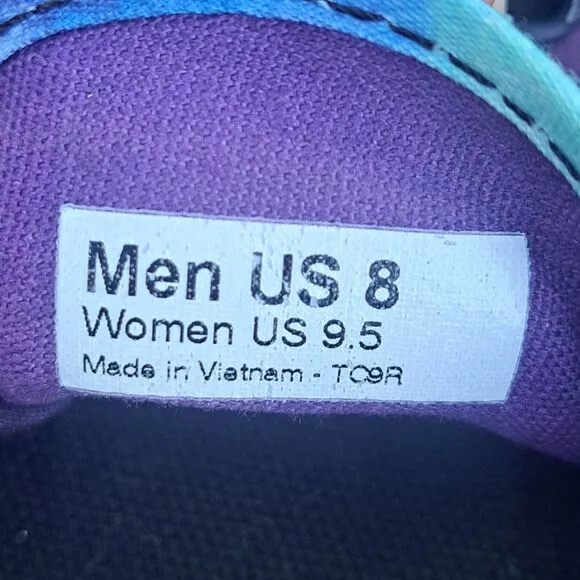 Men US 8
Women US 9.5
Made in Vietnam - TC9R